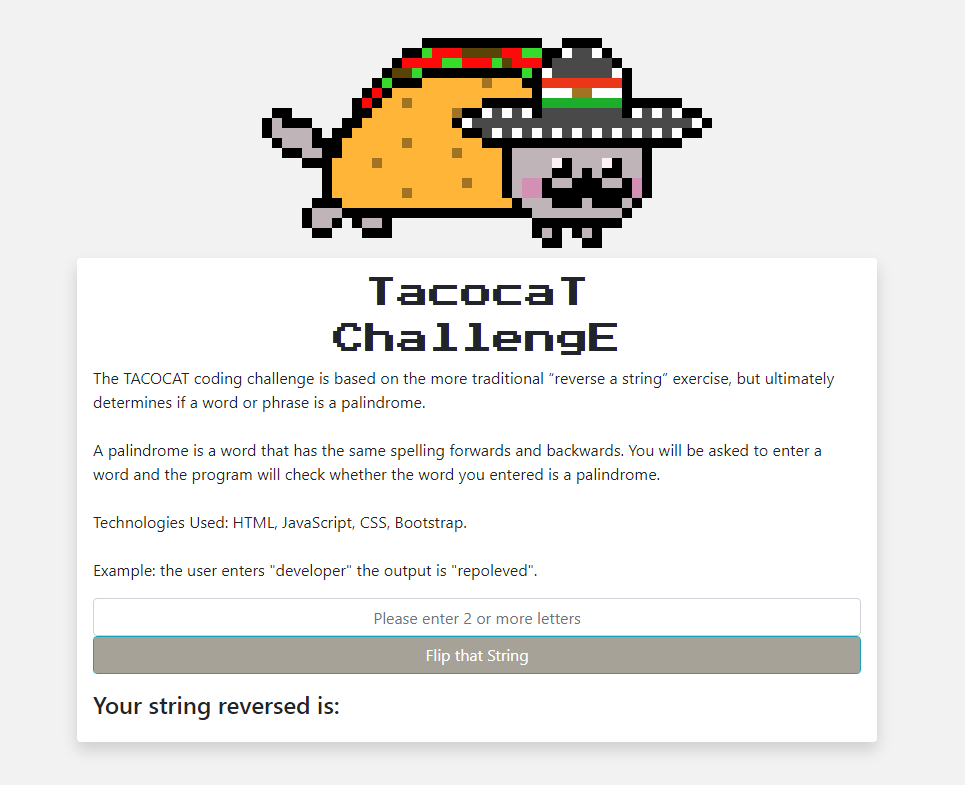 TacocaT
ChallengE
The TACOCAT coding challenge is based on the more traditional “reverse a string” exercise, but ultimately
determines if a word or phrase is a palindrome.
A palindrome is a word that has the same spelling forwards and backwards. You will be asked to enter a
word and the program will check whether the word you entered is a palindrome.
Technologies Used: HTML, JavaScript, CSS, Bootstrap.
Example: the user enters "developer" the output is "repoleved".
Please enter 2 or more letters
Flip that String
Your string reversed is: